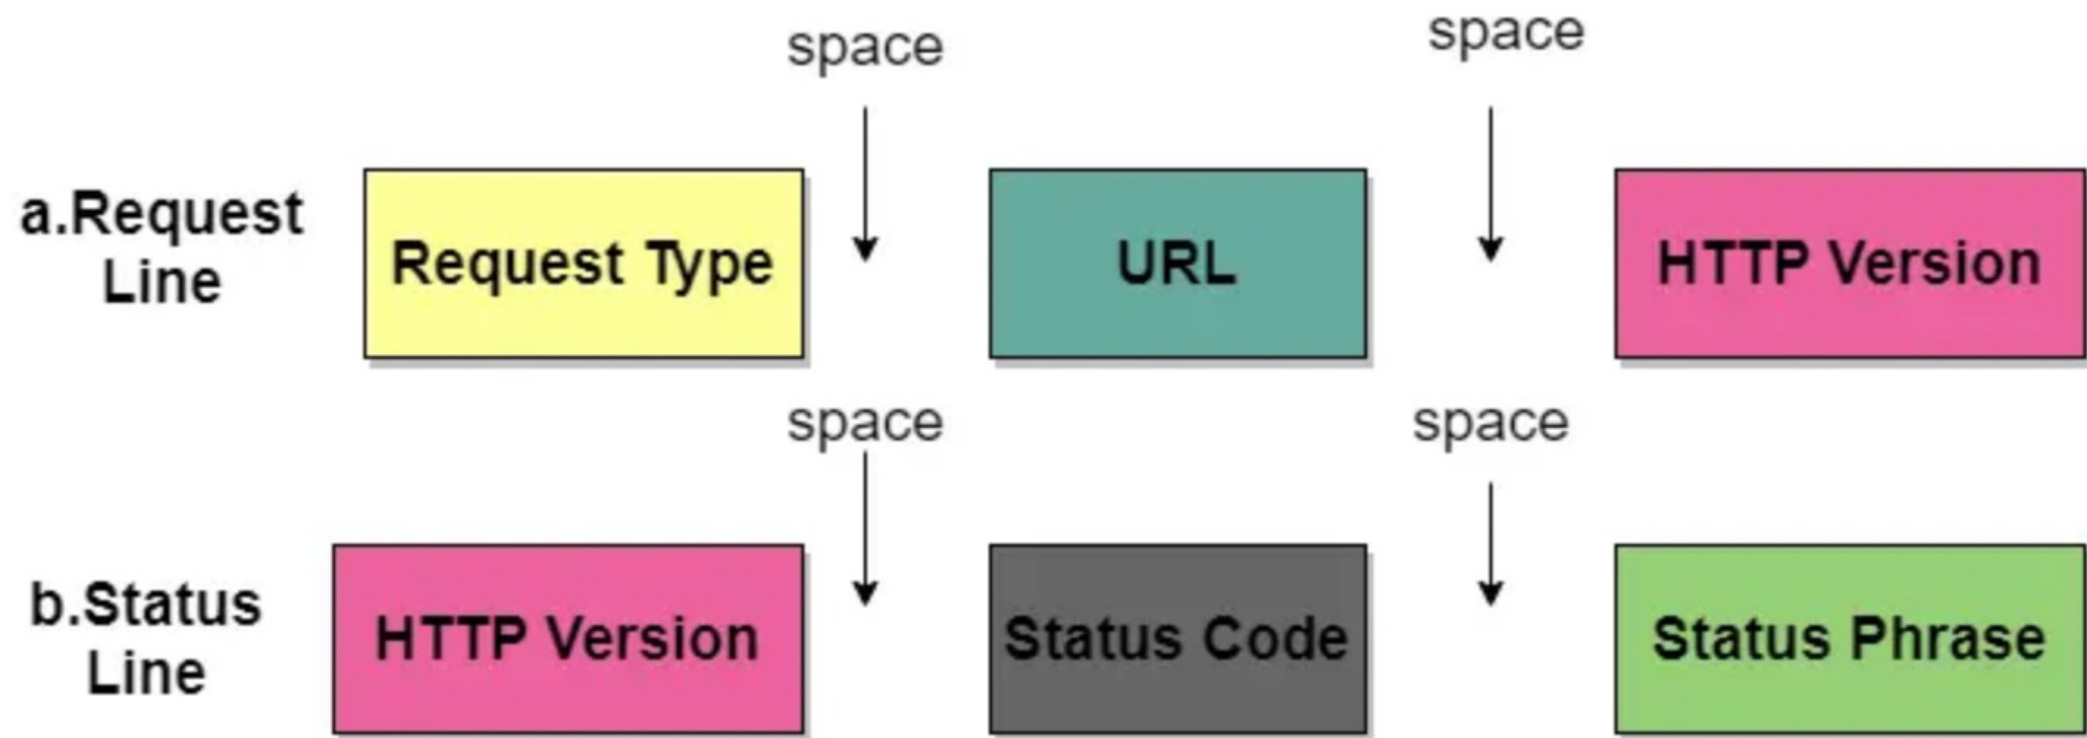 space
space
a.Request
Line
Request Type
URL
HTTP Version
space
space
b.Status
Line
HTTP Version
Status Code
Status Phrase